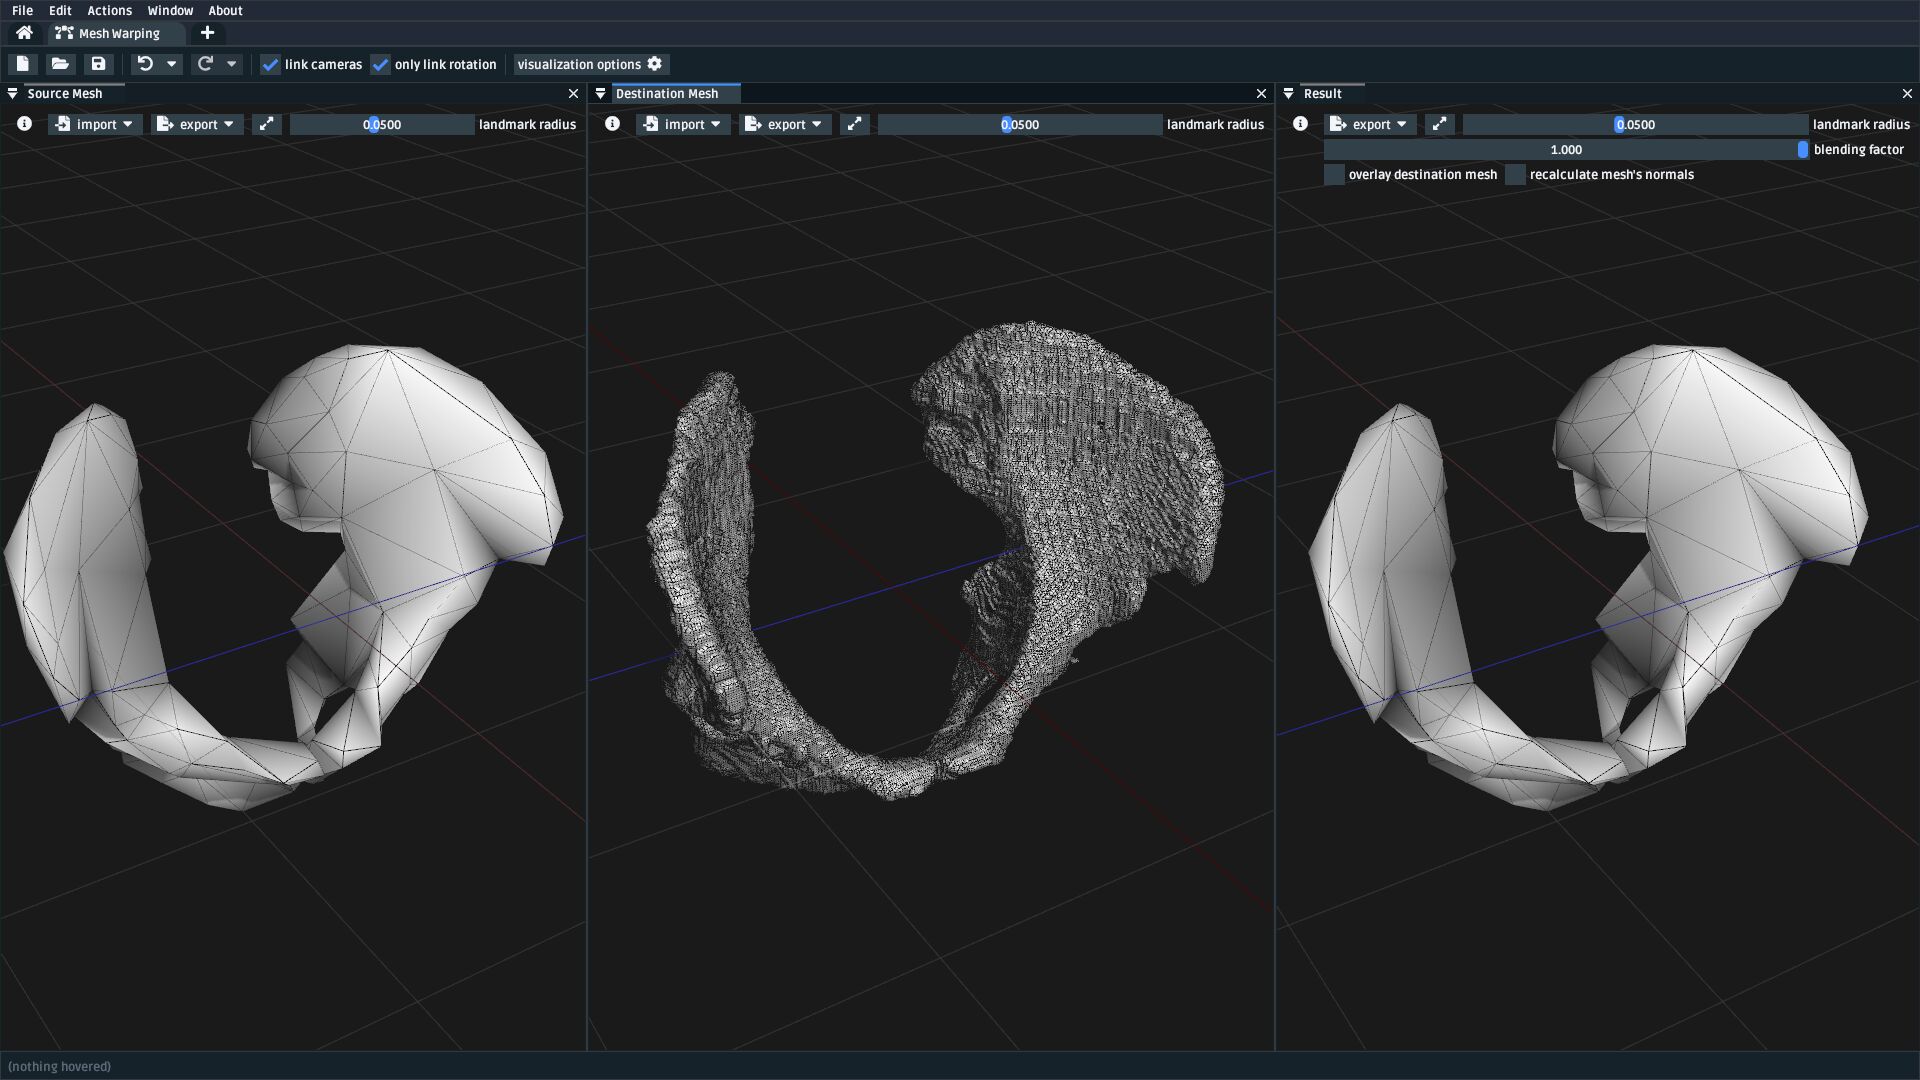 File Edit Actions Window About
Mesh Warping
link cameras only link rotation visualization options
Source Mesh
import export 0.0500 landmark radius
Destination Mesh
import export 0.0500 landmark radius
Result
export 0.0500 landmark radius
1.000 blending factor
overlay destination mesh recalculate mesh's normals
(nothing hovered)